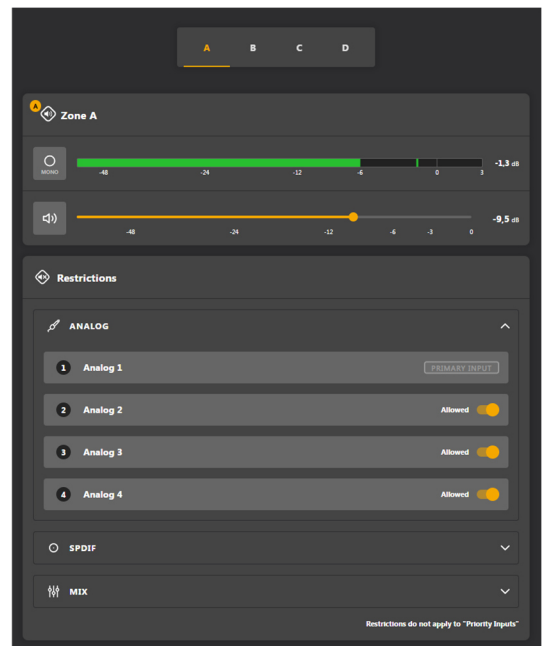 A B C D
A Zone A
MONO -1,3 dB
-48 -24 -12 -6 0 3
-9,5 dB
-48 -24 -12 -6 -3 0
Restrictions
ANALOG
1 Analog 1 PRIMARY INPUT
2 Analog 2 Allowed
3 Analog 3 Allowed
4 Analog 4 Allowed
SPDIF
MIX
Restrictions do not apply to "Priority Inputs"